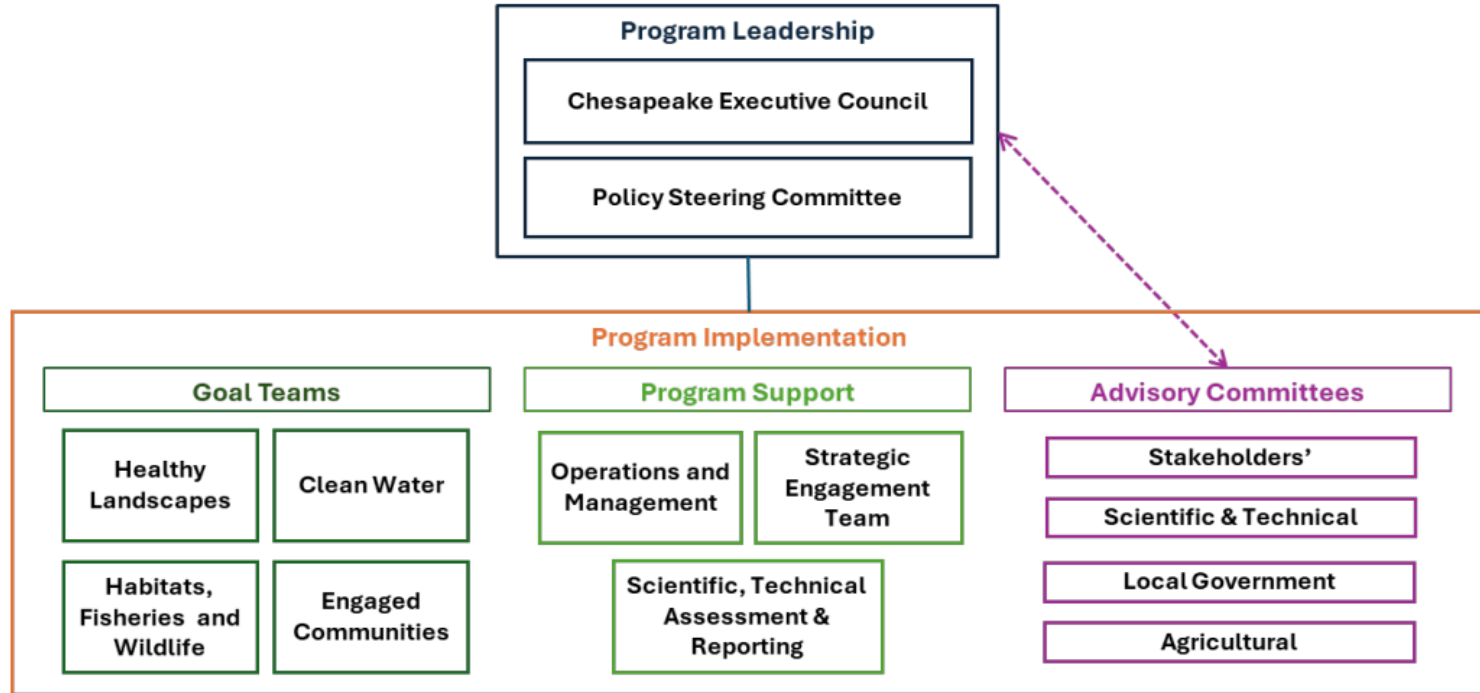 Program Leadership
Chesapeake Executive Council
Policy Steering Committee
Program Implementation
Goal Teams
Healthy
Landscapes
Clean Water
Habitats,
Fisheries and
Wildlife
Engaged
Communities
Program Support
Operations and
Management
Strategic
Engagement
Team
Scientific, Technical
Assessment &
Reporting
Advisory Committees
Stakeholders’
Scientific & Technical
Local Government
Agricultural